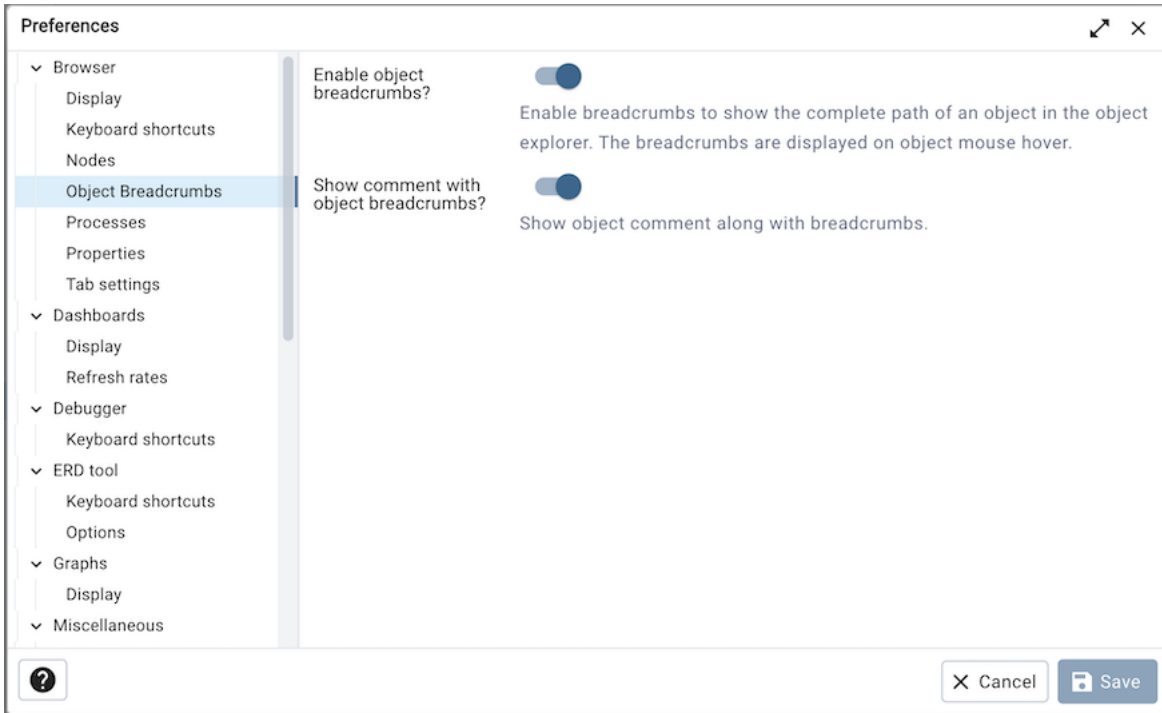 Preferences
Browser
Display
Keyboard shortcuts
Nodes
Object Breadcrumbs
Processes
Properties
Tab settings
Dashboards
Display
Refresh rates
Debugger
Keyboard shortcuts
ERD tool
Keyboard shortcuts
Options
Graphs
Display
Miscellaneous
Enable object
breadcrumbs?
Enable breadcrumbs to show the complete path of an object in the object
explorer. The breadcrumbs are displayed on object mouse hover.
Show comment with
object breadcrumbs?
Show object comment along with breadcrumbs.
?
Cancel
Save